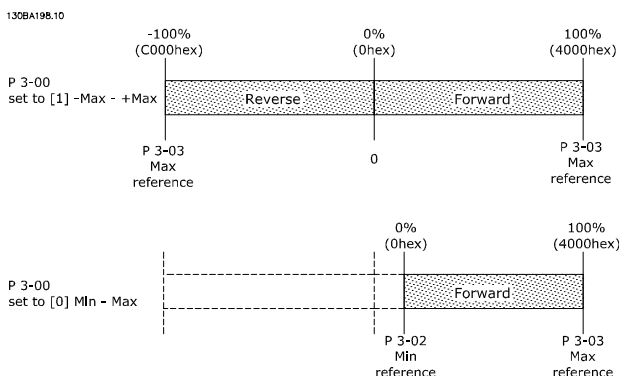 130BA198.10
-100%
(C000hex)
0%
(0hex)
100%
(4000hex)
P 3-00
set to [1] -Max - +Max
Reverse
Forward
P 3-03
Max
reference
0
P 3-03
Max
reference
0%
(0hex)
100%
(4000hex)
P 3-00
set to [0] MIn - Max
Forward
P 3-02
Min
reference
P 3-03
Max
reference